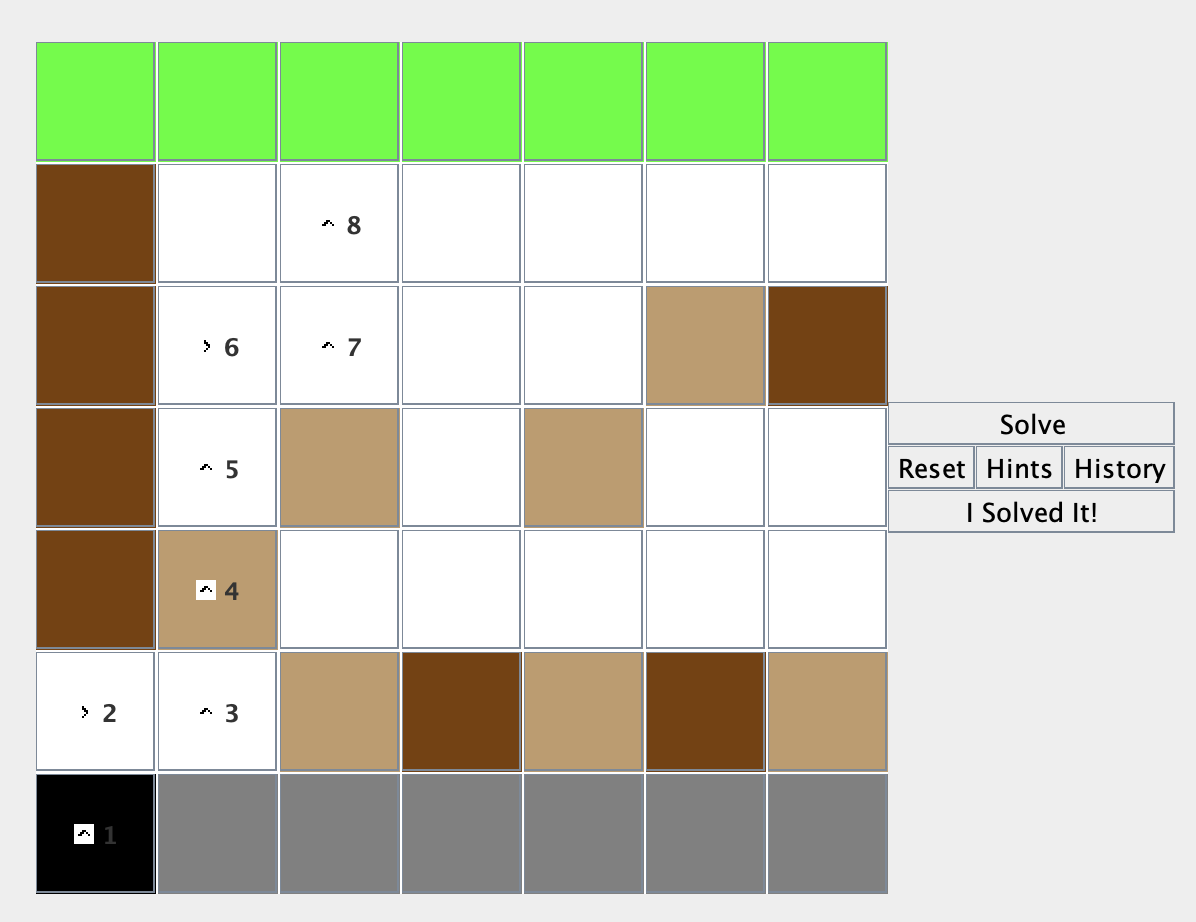 ^ 8
> 6 ^ 7
^ 5
Solve
Reset Hints History
I Solved It!
^ 4
> 2 ^ 3
^ 1